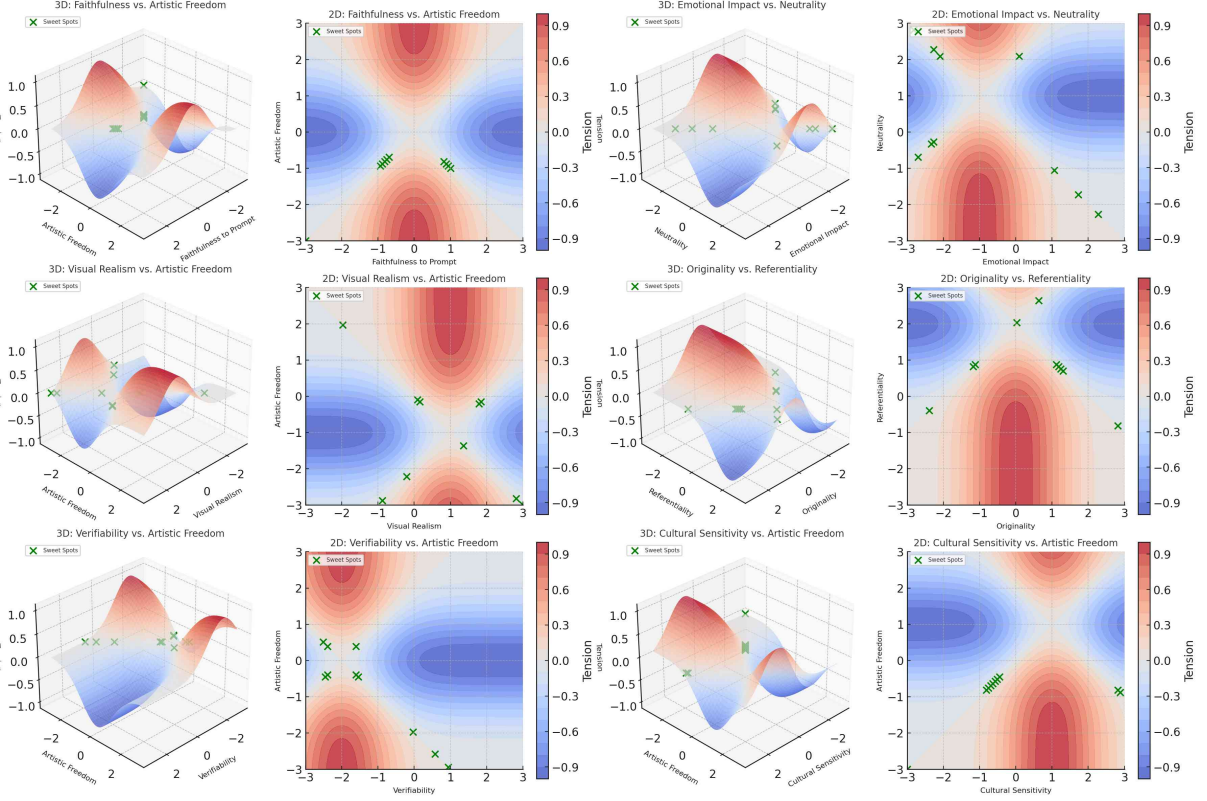 3D: Faithfulness vs. Artistic Freedom
Sweet Spots
1.0
0.5
0.0
−0.5
−1.0
−2
0
2
Artistic Freedom
2
0
−2
Faithfulness to Prompt
2D: Faithfulness vs. Artistic Freedom
Sweet Spots
3
2
1
0
−1
−2
−3
Artistic Freedom
−3 −2 −1 0 1 2 3
Faithfulness to Prompt
0.9
0.6
0.3
0.0
−0.3
−0.6
−0.9
Tension
3D: Emotional Impact vs. Neutrality
Sweet Spots
Tension
1.0
0.5
0.0
−0.5
−1.0
−2
0
2
Neutrality
2
0
−2
Emotional Impact
2D: Emotional Impact vs. Neutrality
Sweet Spots
3
2
1
0
−1
−2
−3
Neutrality
−3 −2 −1 0 1 2 3
Emotional Impact
0.9
0.6
0.3
0.0
−0.3
−0.6
−0.9
Tension
3D: Visual Realism vs. Artistic Freedom
Sweet Spots
1.0
0.5
0.0
−0.5
−1.0
−2
0
2
Artistic Freedom
2
0
−2
Visual Realism
2D: Visual Realism vs. Artistic Freedom
Sweet Spots
3
2
1
0
−1
−2
−3
Artistic Freedom
−3 −2 −1 0 1 2 3
Visual Realism
0.9
0.6
0.3
0.0
−0.3
−0.6
−0.9
Tension
3D: Originality vs. Referentiality
Sweet Spots
Tension
1.0
0.5
0.0
−0.5
−1.0
−2
0
2
Referentiality
2
0
−2
Originality
2D: Originality vs. Referentiality
Sweet Spots
3
2
1
0
−1
−2
−3
Referentiality
−3 −2 −1 0 1 2 3
Originality
0.9
0.6
0.3
0.0
−0.3
−0.6
−0.9
Tension
3D: Verifiability vs. Artistic Freedom
Sweet Spots
1.0
0.5
0.0
−0.5
−1.0
−2
0
2
Artistic Freedom
2
0
−2
Verifiability
2D: Verifiability vs. Artistic Freedom
Sweet Spots
3
2
1
0
−1
−2
−3
Artistic Freedom
−3 −2 −1 0 1 2 3
Verifiability
0.9
0.6
0.3
0.0
−0.3
−0.6
−0.9
Tension
3D: Cultural Sensitivity vs. Artistic Freedom
Sweet Spots
Tension
1.0
0.5
0.0
−0.5
−1.0
−2
0
2
Artistic Freedom
2
0
−2
Cultural Sensitivity
2D: Cultural Sensitivity vs. Artistic Freedom
Sweet Spots
3
2
1
0
−1
−2
−3
Artistic Freedom
−3 −2 −1 0 1 2 3
Cultural Sensitivity
0.9
0.6
0.3
0.0
−0.3
−0.6
−0.9
Tension